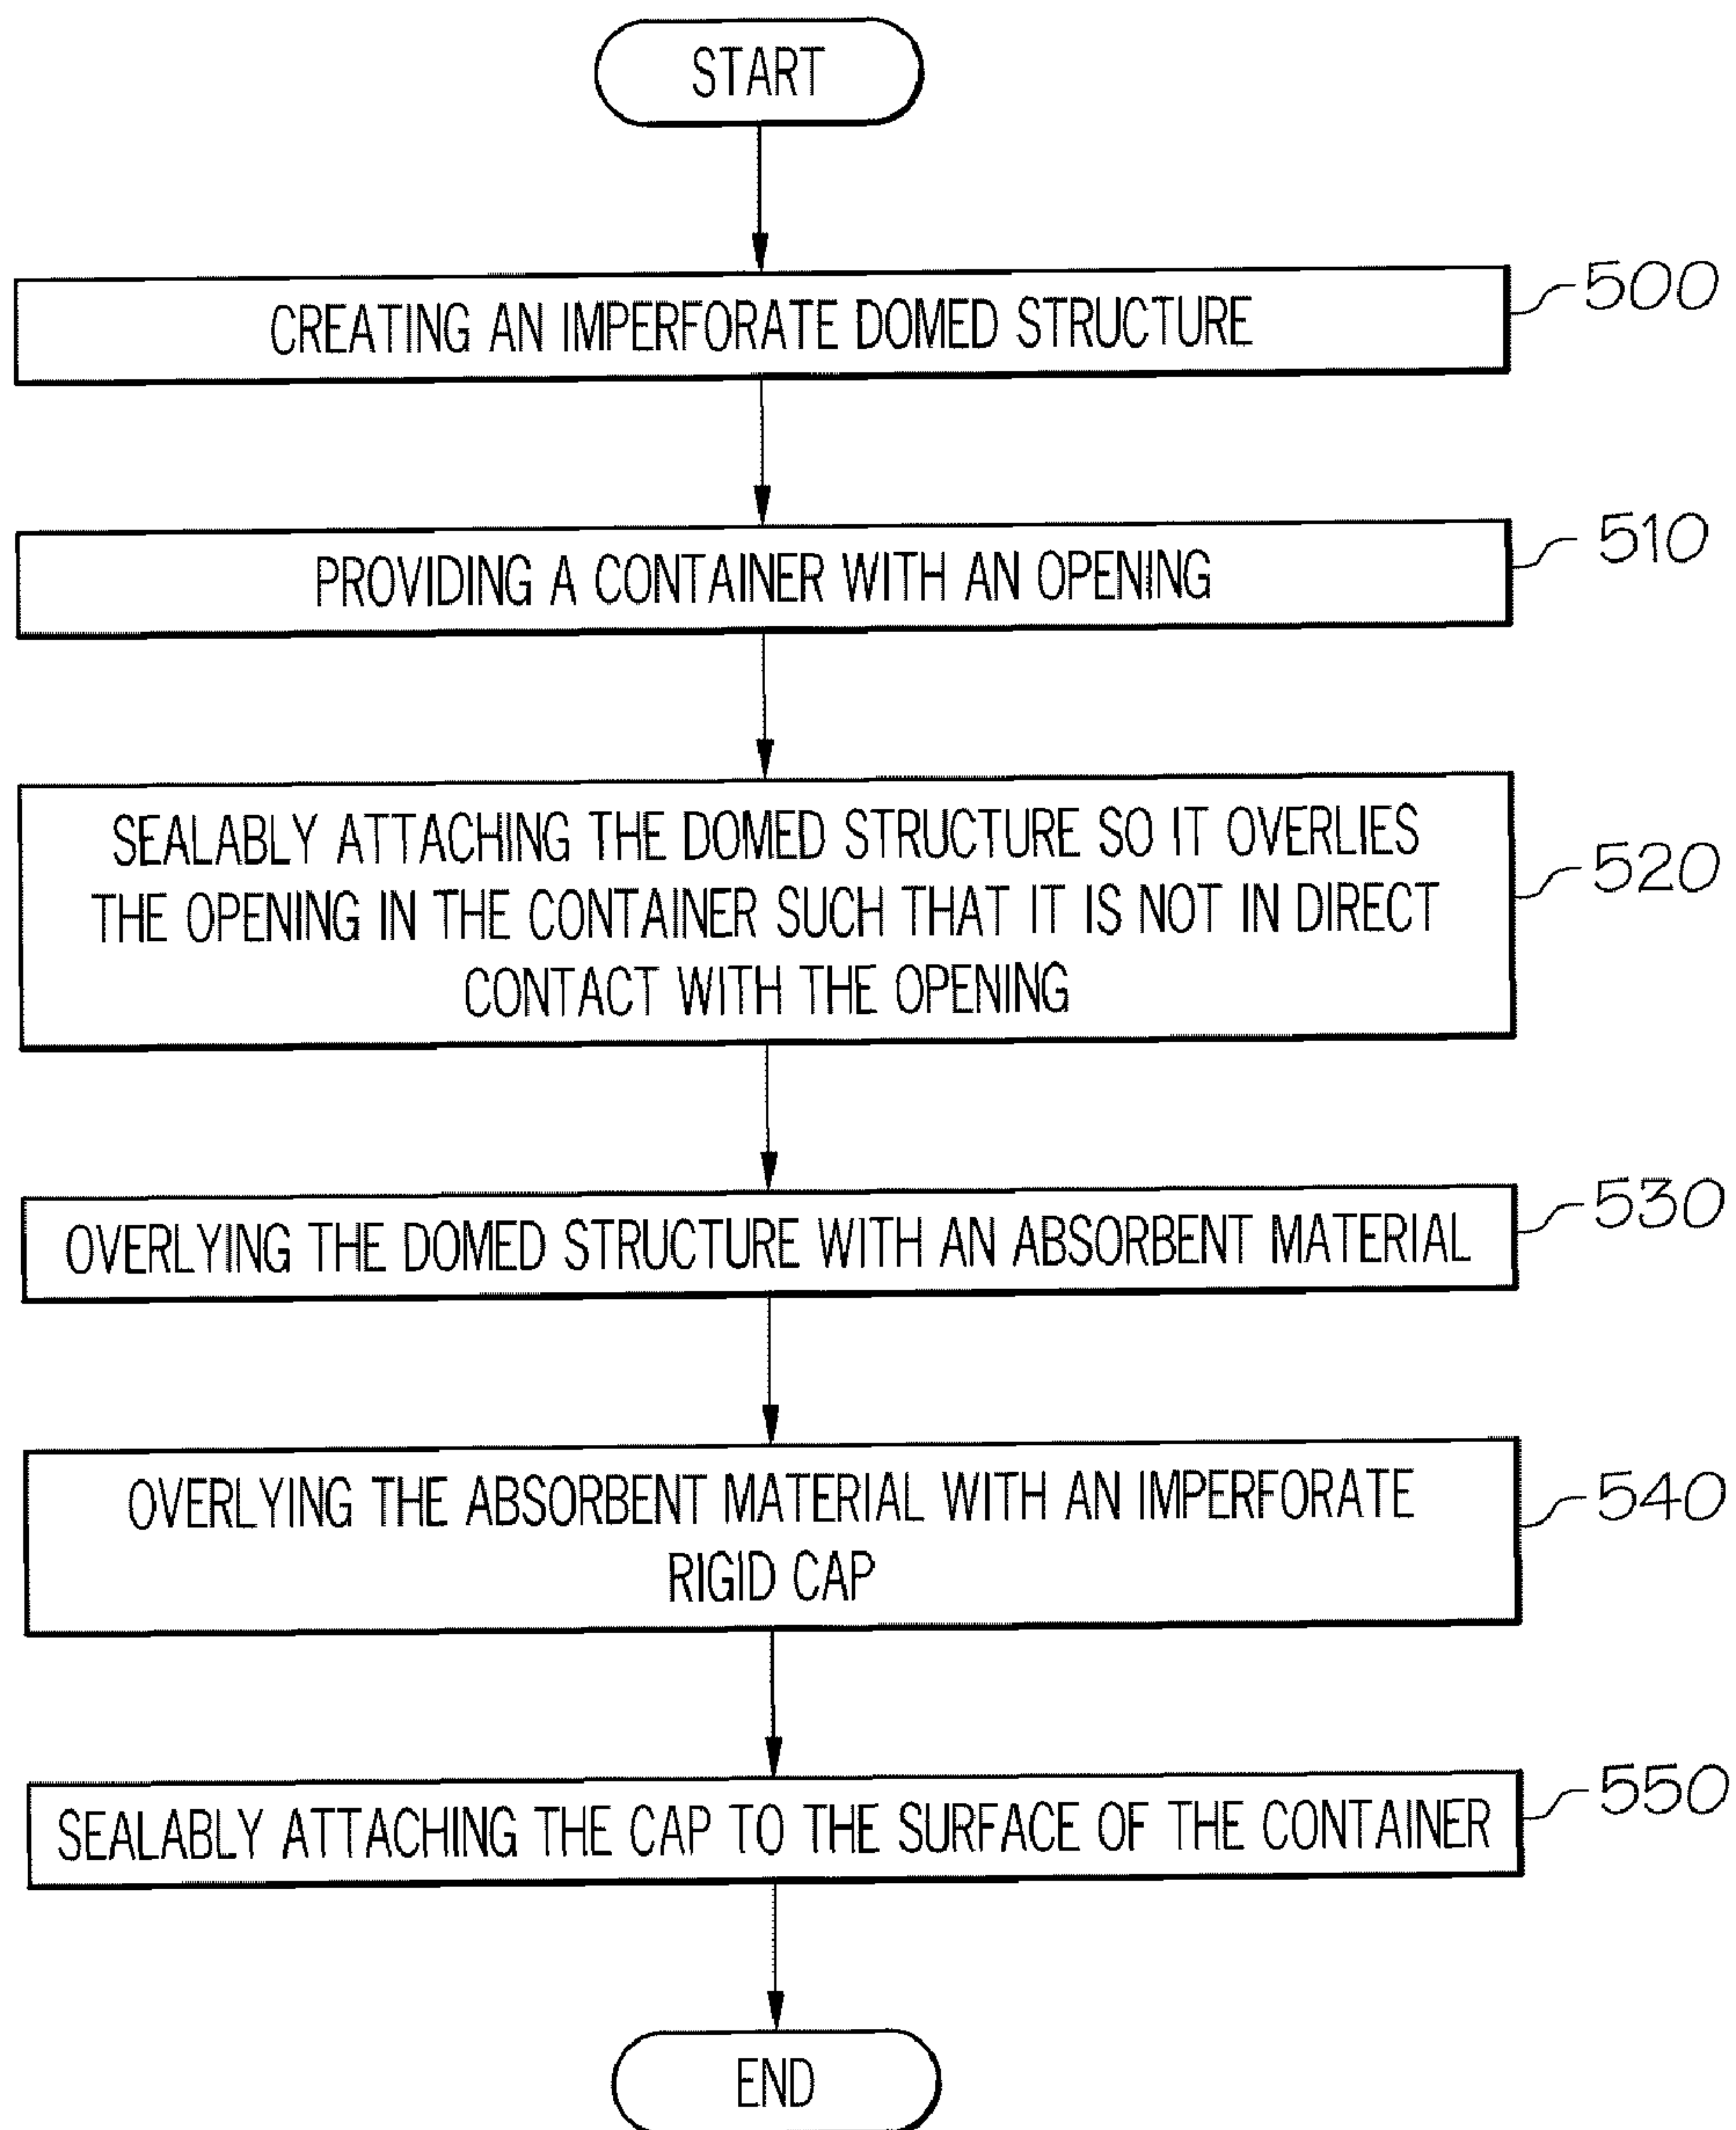 START
CREATING AN IMPERFORATE DOMED STRUCTURE
500
PROVIDING A CONTAINER WITH AN OPENING
510
SEALABLY ATTACHING THE DOMED STRUCTURE SO IT OVERLIES
THE OPENING IN THE CONTAINER SUCH THAT IT IS NOT IN DIRECT
CONTACT WITH THE OPENING
520
OVERLYING THE DOMED STRUCTURE WITH AN ABSORBENT MATERIAL
530
OVERLYING THE ABSORBENT MATERIAL WITH AN IMPERFORATE
RIGID CAP
540
SEALABLY ATTACHING THE CAP TO THE SURFACE OF THE CONTAINER
550
END